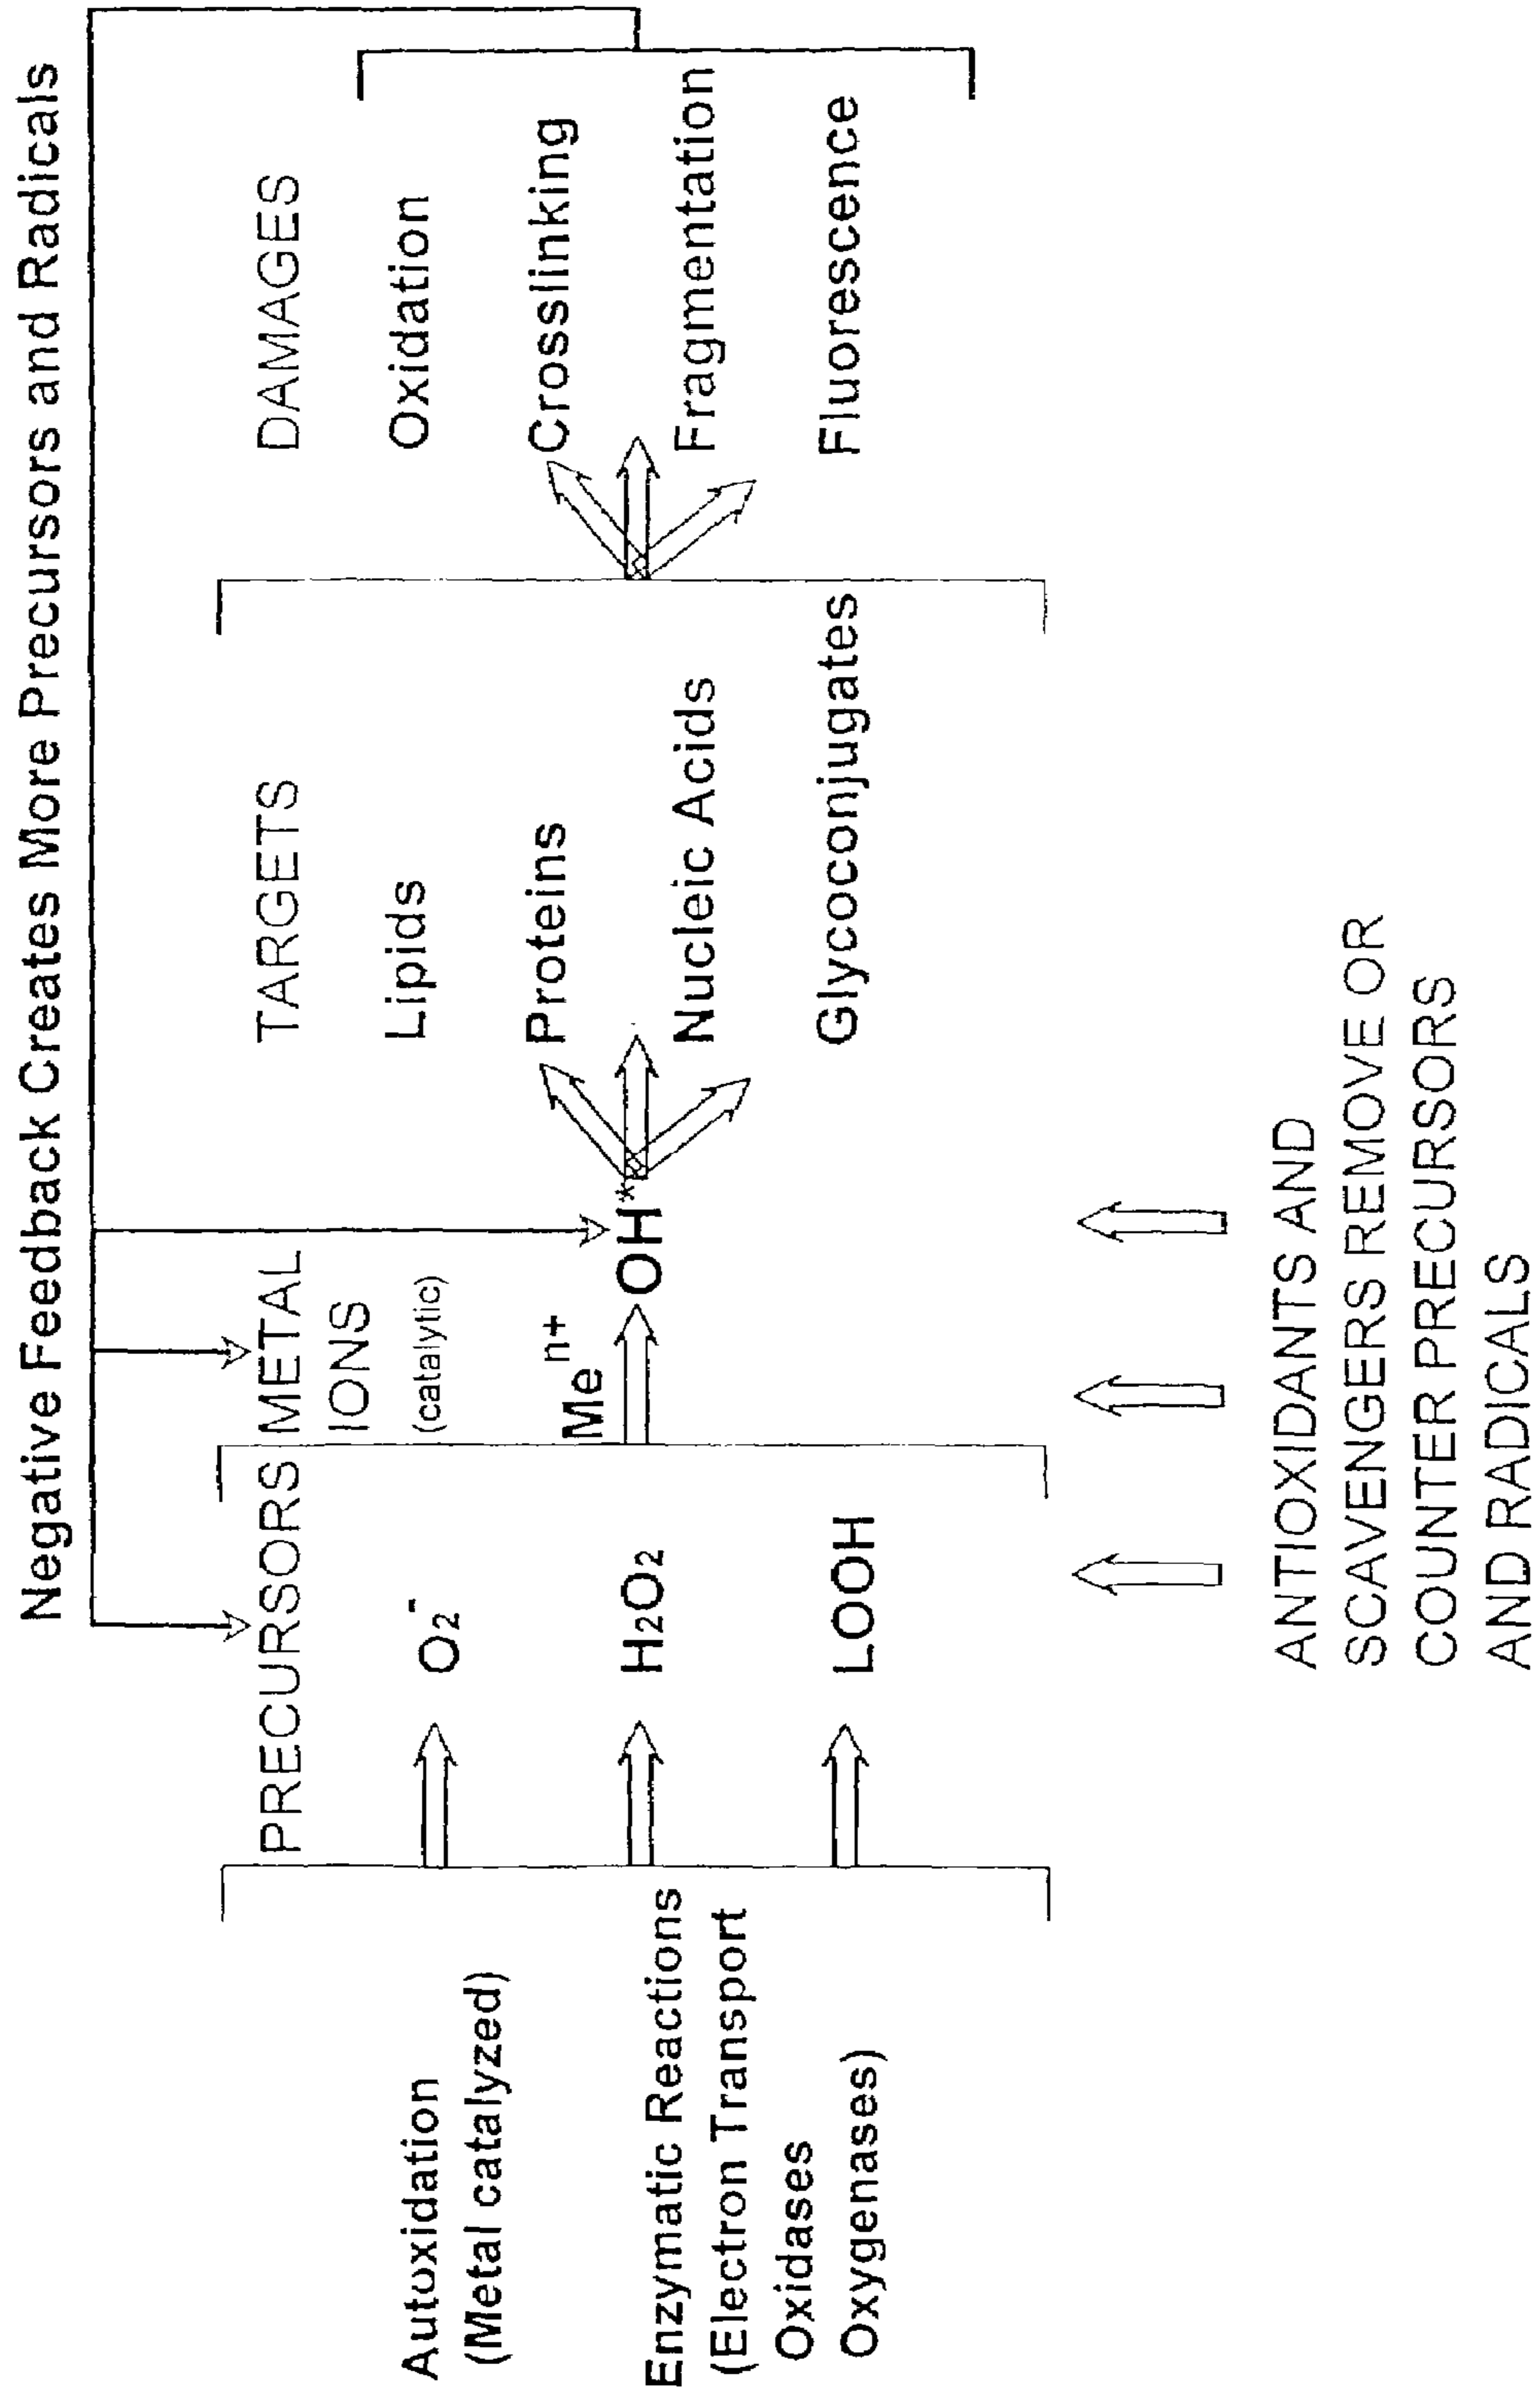 Negative Feedback Creates More Precursors and Radicals
Autoxidation
(Metal catalyzed)
Enzymatic Reactions
(Electron Transport
Oxidases
Oxygenases)
PRECURSORS
O₂⁻
H₂O₂
LOOH
METAL
IONS
(catalytic)
Meⁿ⁺
OH*
TARGETS
Lipids
Proteins
Nucleic Acids
Glycoconjugates
DAMAGES
Oxidation
Crosslinking
Fragmentation
Fluorescence
ANTIOXIDANTS AND
SCAVENGERS REMOVE OR
COUNTER PRECURSORS
AND RADICALS